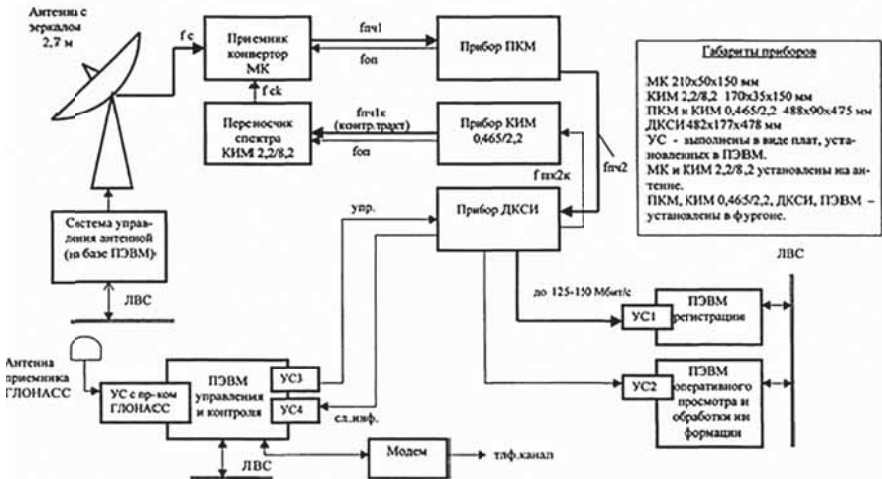 Антенна с
зеркалом
2,7 м
f c
Приемник
конвертор
МК
fпч1
fоп
Прибор ПКМ
f ck
Переносчик
спектра
КИМ 2,2/8,2
fпч1к
(контр.тракт)
fоп
Прибор КИМ
0,465/2,2
fпч2
f пк2к
Габариты приборов
МК 210х50х150 мм
КИМ 2,2/8,2 170х35х150 мм
ПКМ и КИМ 0,465/2,2 488х90х475 мм
ДКСИ 482х177х478 мм
УС - выполнены в виде плат, уста-
новленных в ПЭВМ.
МК и КИМ 2,2/8,2 установлены на ан-
тенне.
ПКМ, КИМ 0,465/2,2, ДКСИ, ПЭВМ –
установлены в фургоне.
Система управ-
ления антенной
(на базе ПЭВМ)
ЛВС
упр.
Прибор ДКСИ
до 125-150 Мбит/с
ЛВС
УС1
ПЭВМ
регистрации
УС2
ПЭВМ
оперативного
просмотра и
обработки ин
формации
Антенна
приемника
ГЛОНАСС
УС с пр-ком
ГЛОНАСС
ПЭВМ
управления
и контроля
УС3
УС4
сл.инф.
ЛВС
Модем
тлф.канал